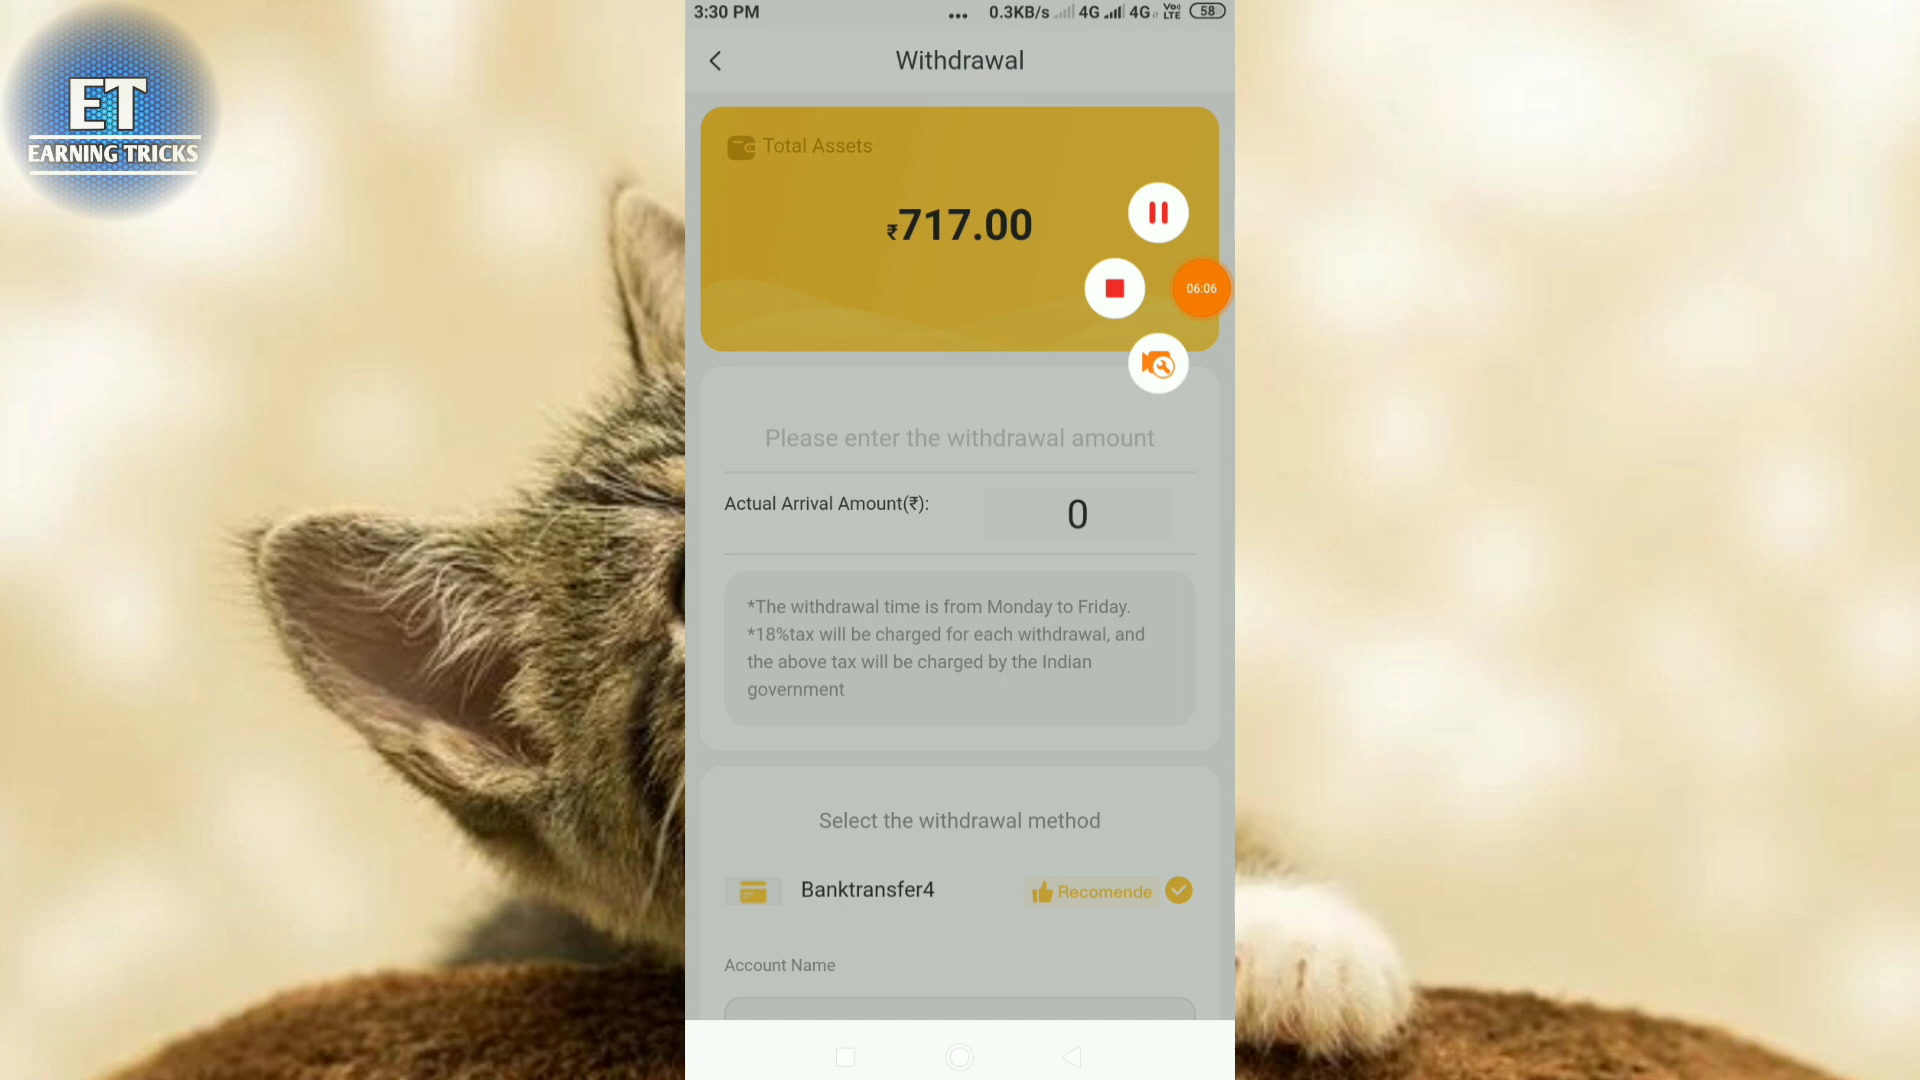 ET
EARNING TRICKS
3:30 PM
... 0.3KB/s 4G 4G VoLTE 58
Withdrawal
Total Assets
₹717.00
06:06
Please enter the withdrawal amount
Actual Arrival Amount(₹): 0
*The withdrawal time is from Monday to Friday.
*18%tax will be charged for each withdrawal, and
the above tax will be charged by the Indian
government
Select the withdrawal method
Banktransfer4 Recomende
Account Name